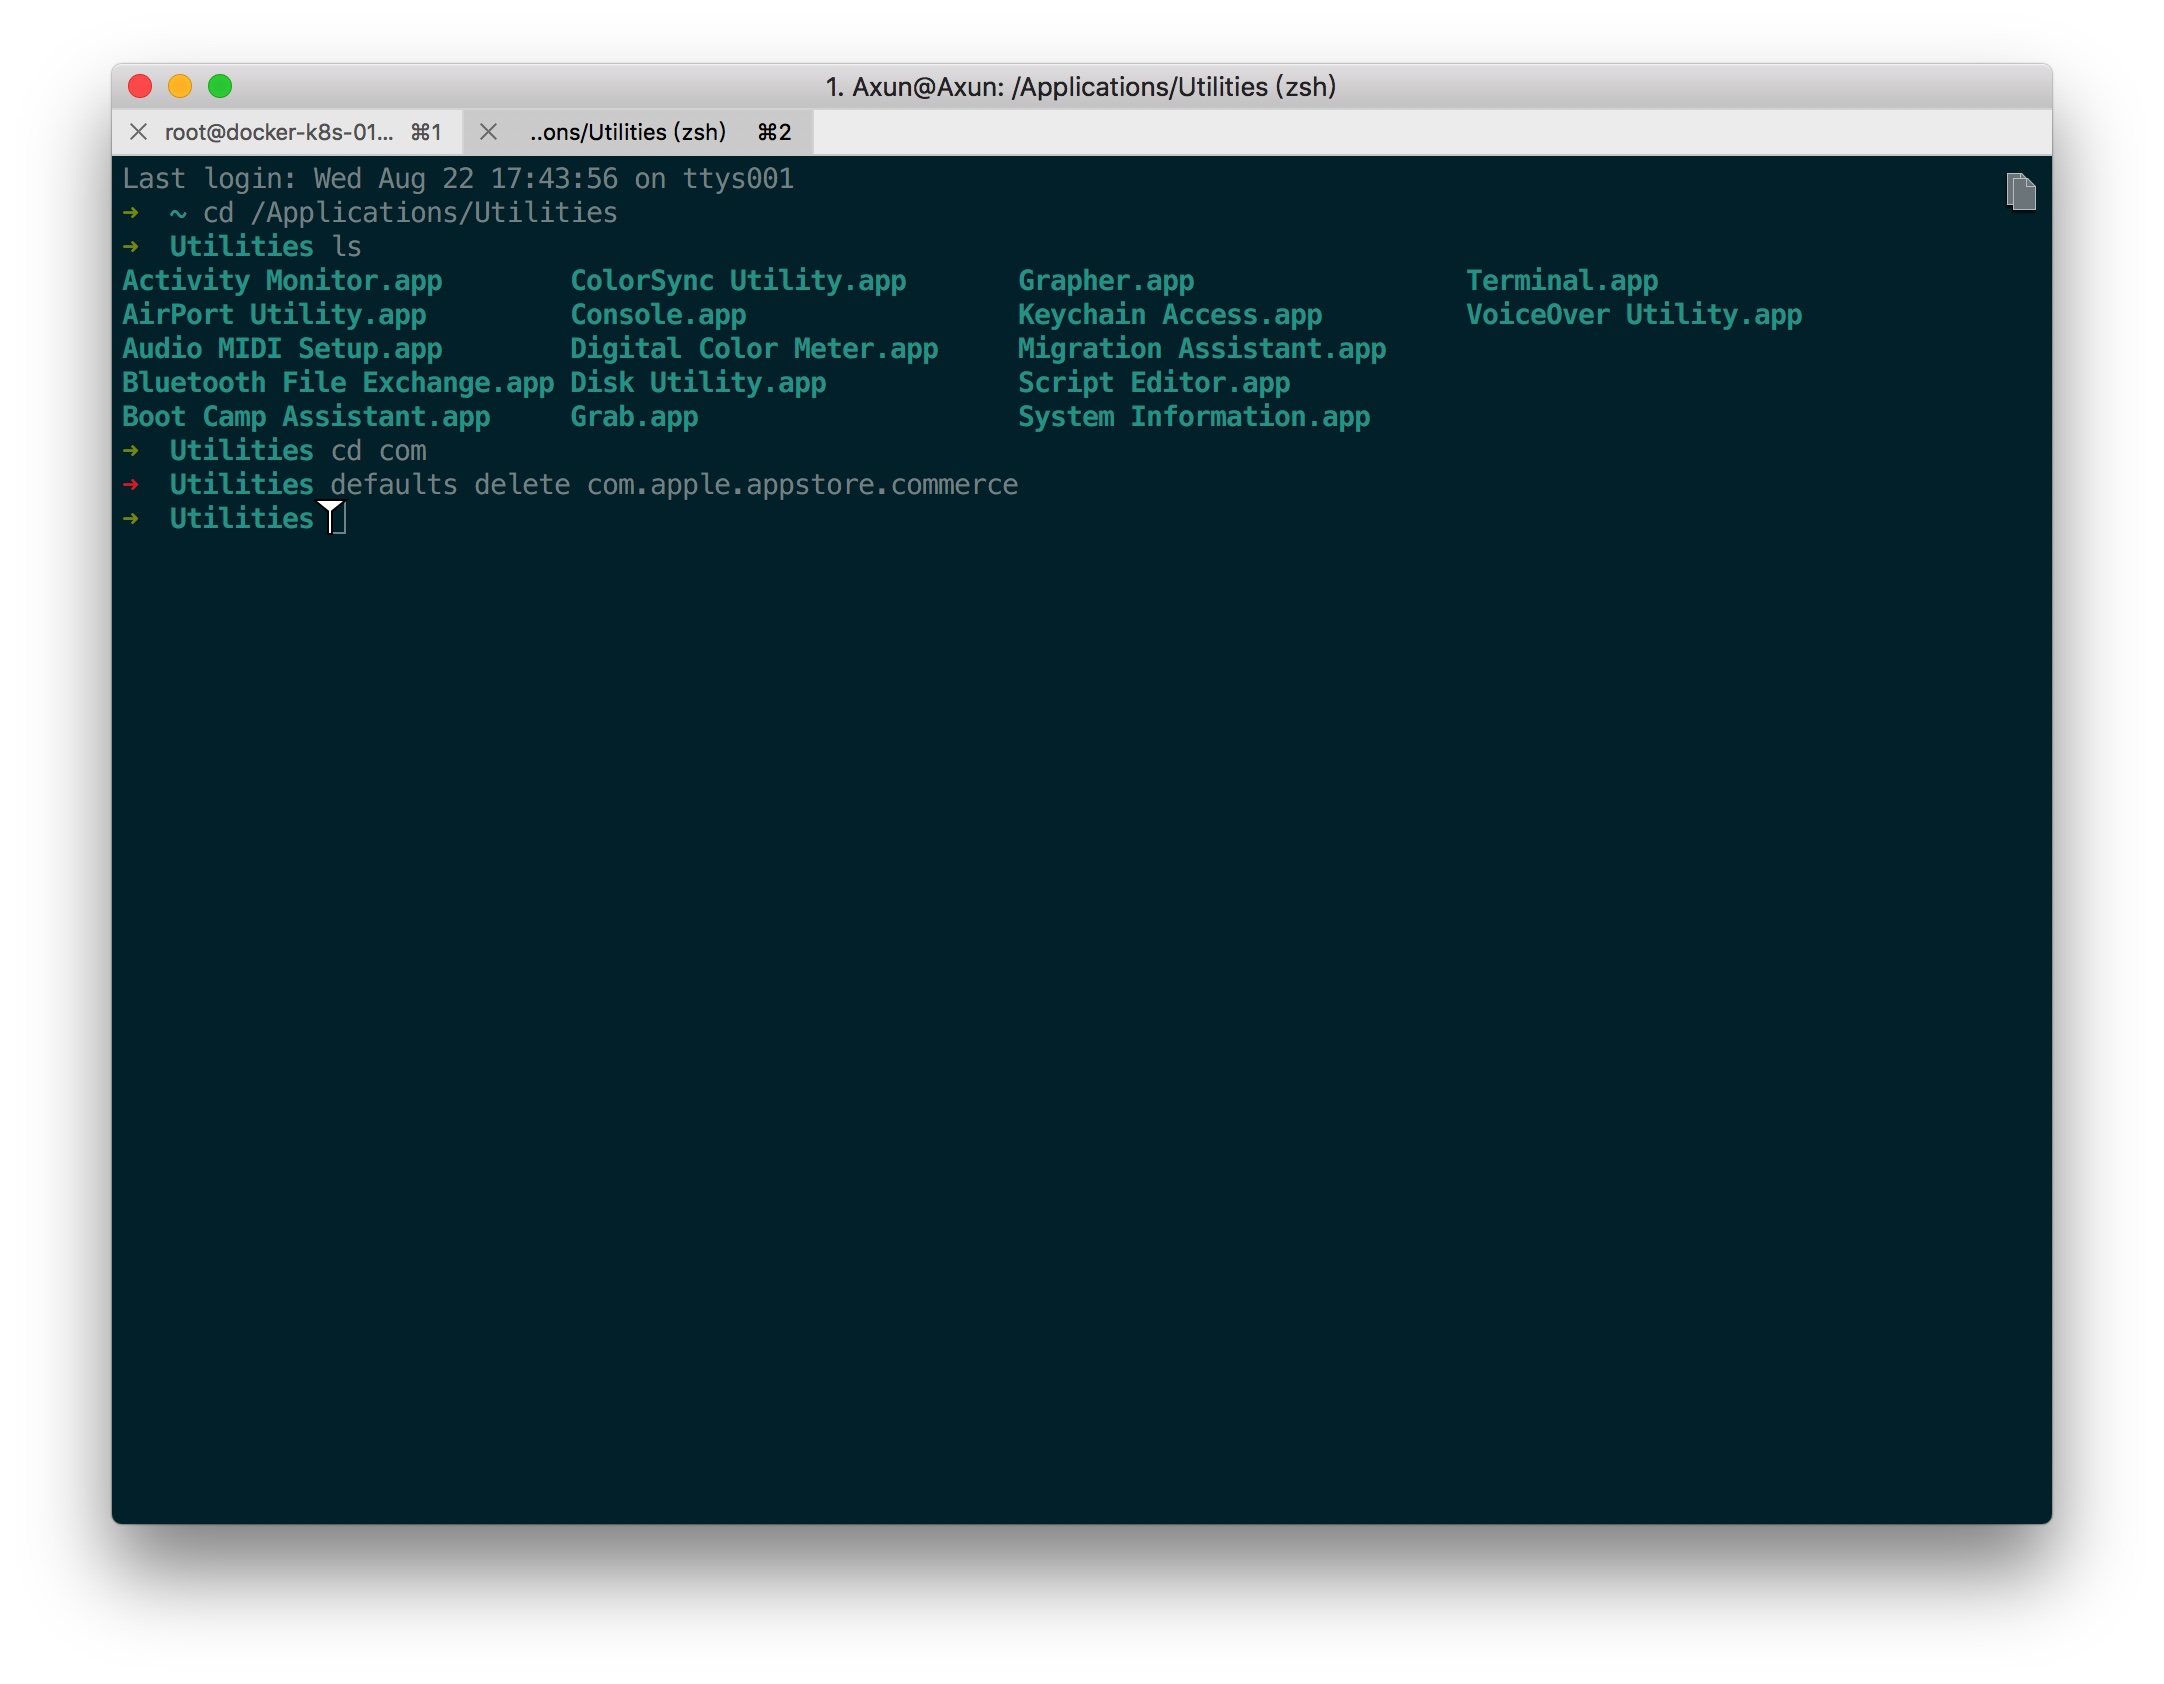 1. Axun@Axun: /Applications/Utilities (zsh)
root@docker-k8s-01... ⌘1 ..ons/Utilities (zsh) ⌘2
Last login: Wed Aug 22 17:43:56 on ttys001
➜ ~ cd /Applications/Utilities
➜ Utilities ls
Activity Monitor.app ColorSync Utility.app Grapher.app Terminal.app
AirPort Utility.app Console.app Keychain Access.app VoiceOver Utility.app
Audio MIDI Setup.app Digital Color Meter.app Migration Assistant.app
Bluetooth File Exchange.app Disk Utility.app Script Editor.app
Boot Camp Assistant.app Grab.app System Information.app
➜ Utilities cd com
➜ Utilities defaults delete com.apple.appstore.commerce
➜ Utilities